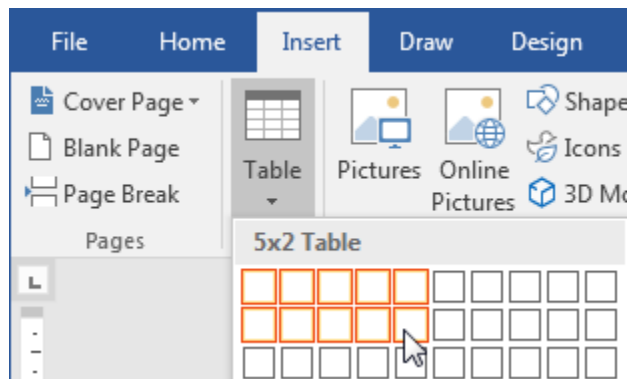 File Home Insert Draw Design
Cover Page
Blank Page
Page Break
Pages
Table
Pictures
Online
Pictures
Shape
Icons
3D Mo
5x2 Table
L